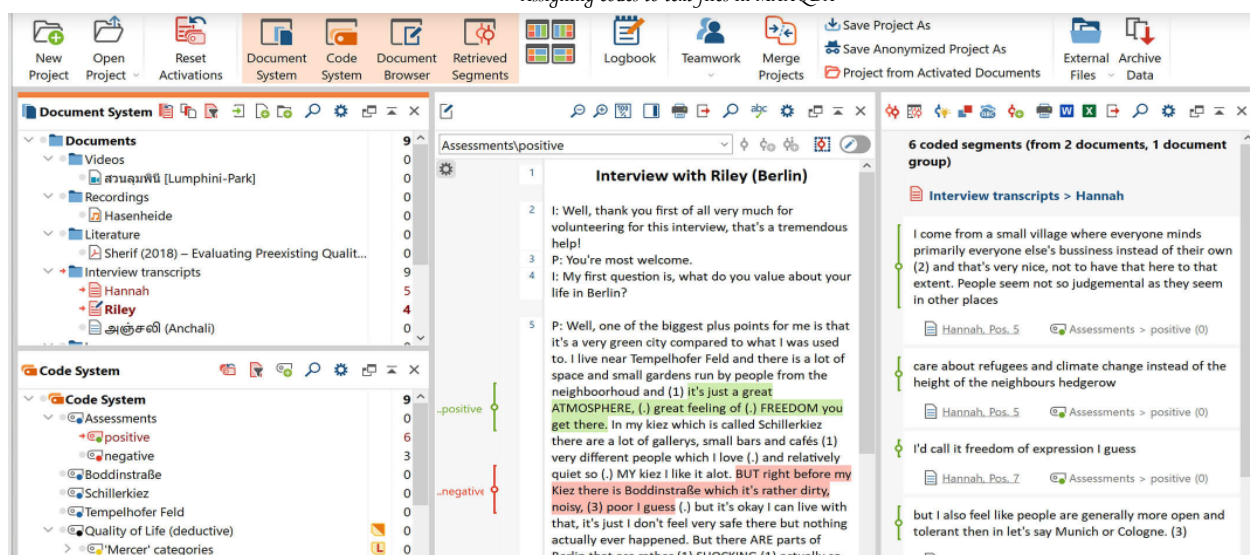 Assigning codes to text files in MAXQDA
New Project
Open Project
Reset Activations
Document System
Code System
Document Browser
Retrieved Segments
Logbook
Teamwork
Merge Projects
Save Project As
Save Anonymized Project As
Project from Activated Documents
External Files
Archive Data
Document System
Documents 9
Videos 0
สวนลุมพินี [Lumphini-Park] 0
Recordings 0
Hasenheide 0
Literature 0
Sherif (2018) – Evaluating Preexisting Qualit... 0
Interview transcripts 9
Hannah 5
Riley 4
அஞ்சலி (Anchali) 0
Code System
Code System 9
Assessments 0
positive 6
negative 3
Boddinstraße 0
Schillerkiez 0
Tempelhofer Feld 0
Quality of Life (deductive) 0
'Mercer' categories L 0
Assessments\positive
1 Interview with Riley (Berlin)
2 I: Well, thank you first of all very much for
volunteering for this interview, that's a tremendous
help!
3 P: You're most welcome.
4 I: My first question is, what do you value about your
life in Berlin?
5 P: Well, one of the biggest plus points for me is that
it's a very green city compared to what I was used
to. I live near Tempelhofer Feld and there is a lot of
space and small gardens run by people from the
neighborhoud and (1) it's just a great
..positive ATMOSPHERE, (.) great feeling of (.) FREEDOM you
get there. In my kiez which is called Schillerkiez
there are a lot of gallerys, small bars and cafés (1)
very different people which I love (.) and relatively
quiet so (.) MY kiez I like it alot. BUT right before my
..negative Kiez there is Boddinstraße which it's rather dirty,
noisy, (3) poor I guess (.) but it's okay I can live with
that, it's just I don't feel very safe there but nothing
actually ever happened. But there ARE parts of
Berlin that are rather (1) SHOCKING (1) actually so
6 coded segments (from 2 documents, 1 document
group)
Interview transcripts > Hannah
I come from a small village where everyone minds
primarily everyone else's bussiness instead of their own
(2) and that's very nice, not to have that here to that
extent. People seem not so judgemental as they seem
in other places
Hannah, Pos. 5 Assessments > positive (0)
care about refugees and climate change instead of the
height of the neighbours hedgerow
Hannah, Pos. 5 Assessments > positive (0)
I'd call it freedom of expression I guess
Hannah, Pos. 7 Assessments > positive (0)
but I also feel like people are generally more open and
tolerant then in let's say Munich or Cologne. (3)